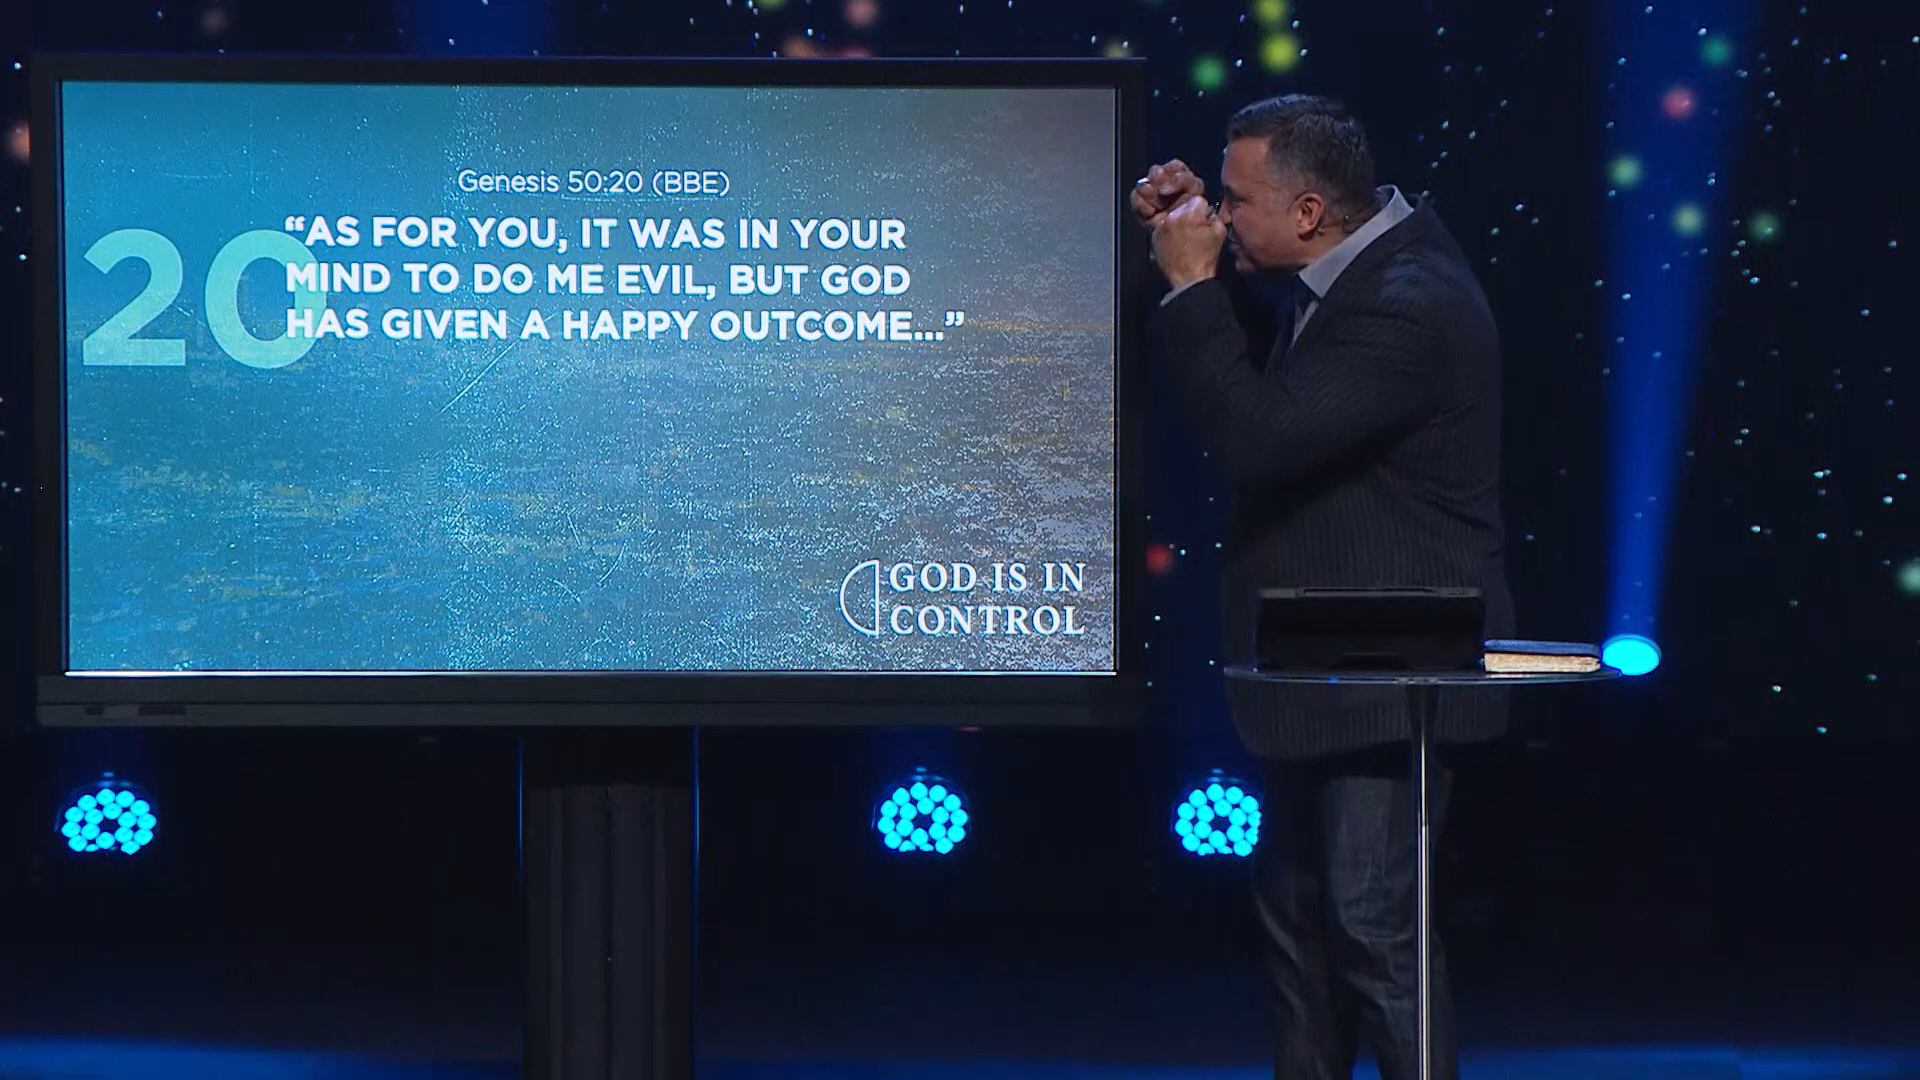 Genesis 50:20 (BBE)
20
“AS FOR YOU, IT WAS IN YOUR
MIND TO DO ME EVIL, BUT GOD
HAS GIVEN A HAPPY OUTCOME...”
GOD IS IN
CONTROL